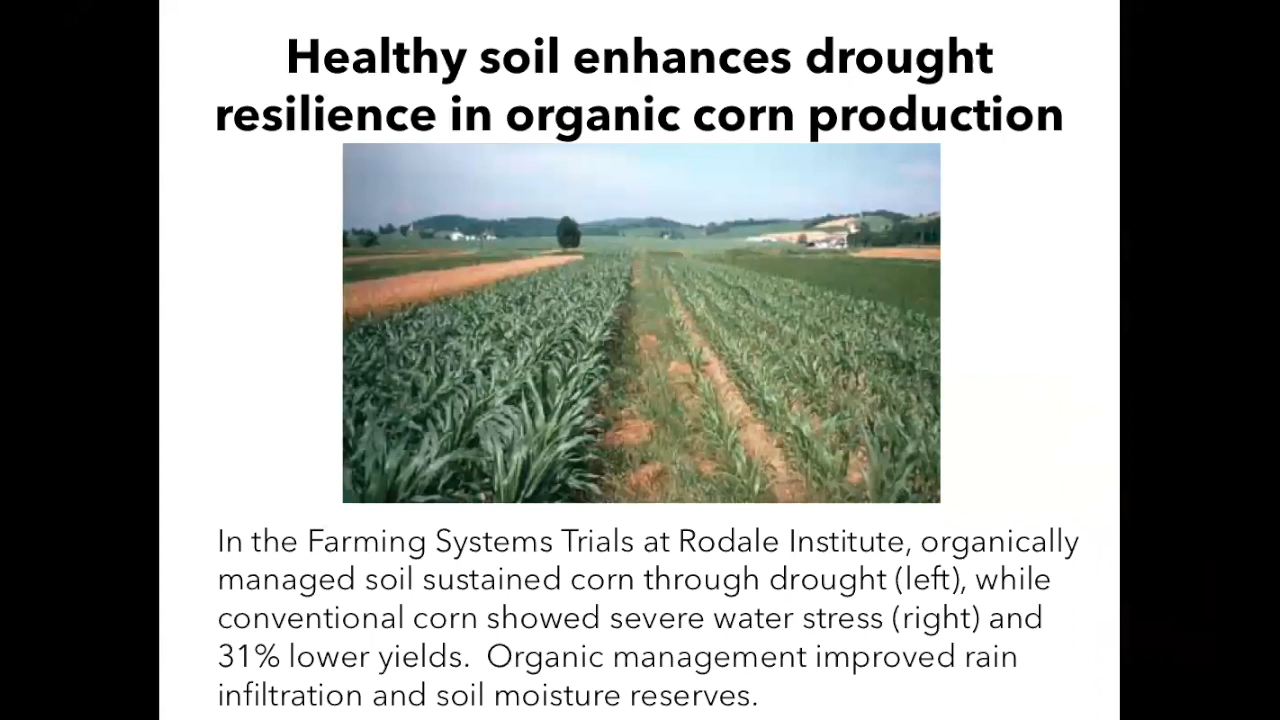 Healthy soil enhances drought
resilience in organic corn production
In the Farming Systems Trials at Rodale Institute, organically
managed soil sustained corn through drought (left), while
conventional corn showed severe water stress (right) and
31% lower yields.  Organic management improved rain
infiltration and soil moisture reserves.